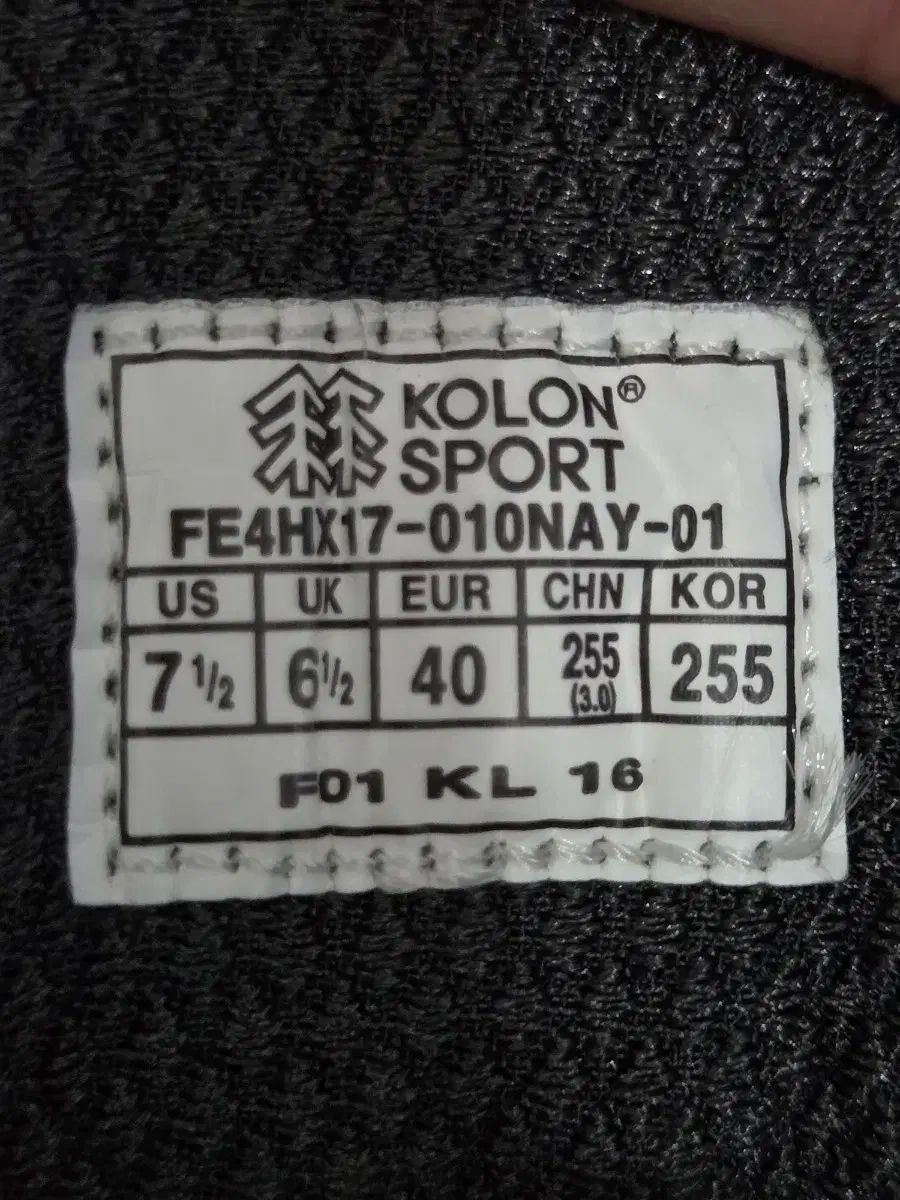 KOLON®
SPORT
FE4HX17-010NAY-01
US UK EUR CHN KOR
7 1/2 6 1/2 40 255 (3.0) 255
F01 KL 16